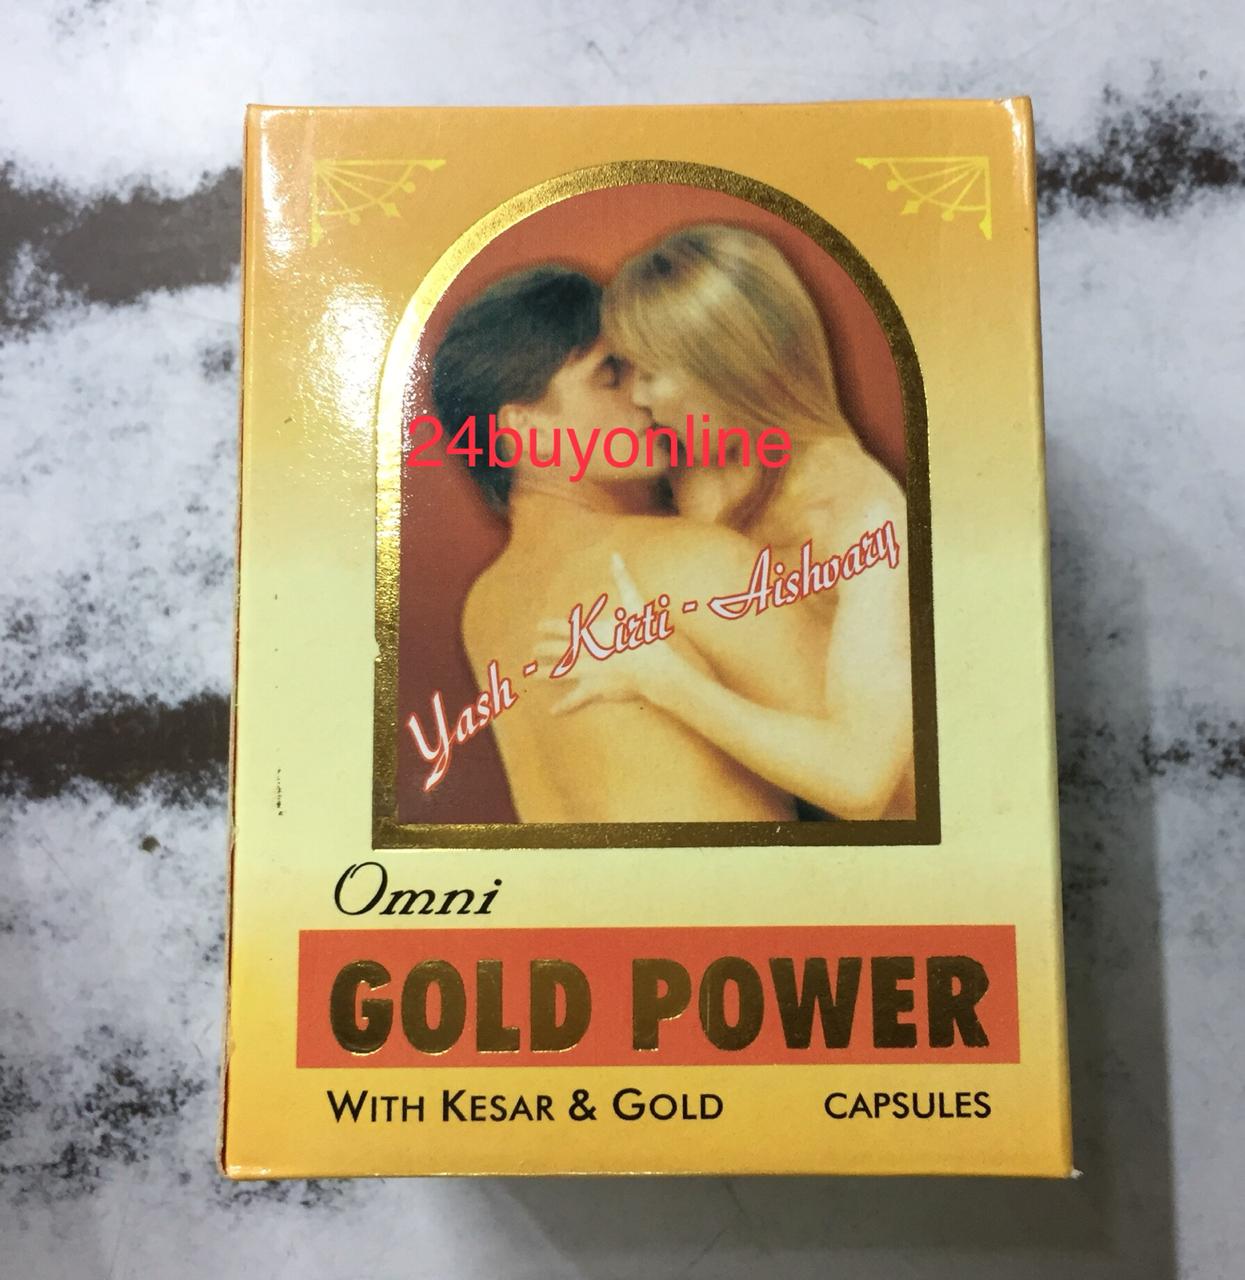 24buyonline
Yash - Kirti - Aishvary
Omni
GOLD POWER
WITH KESAR & GOLD CAPSULES